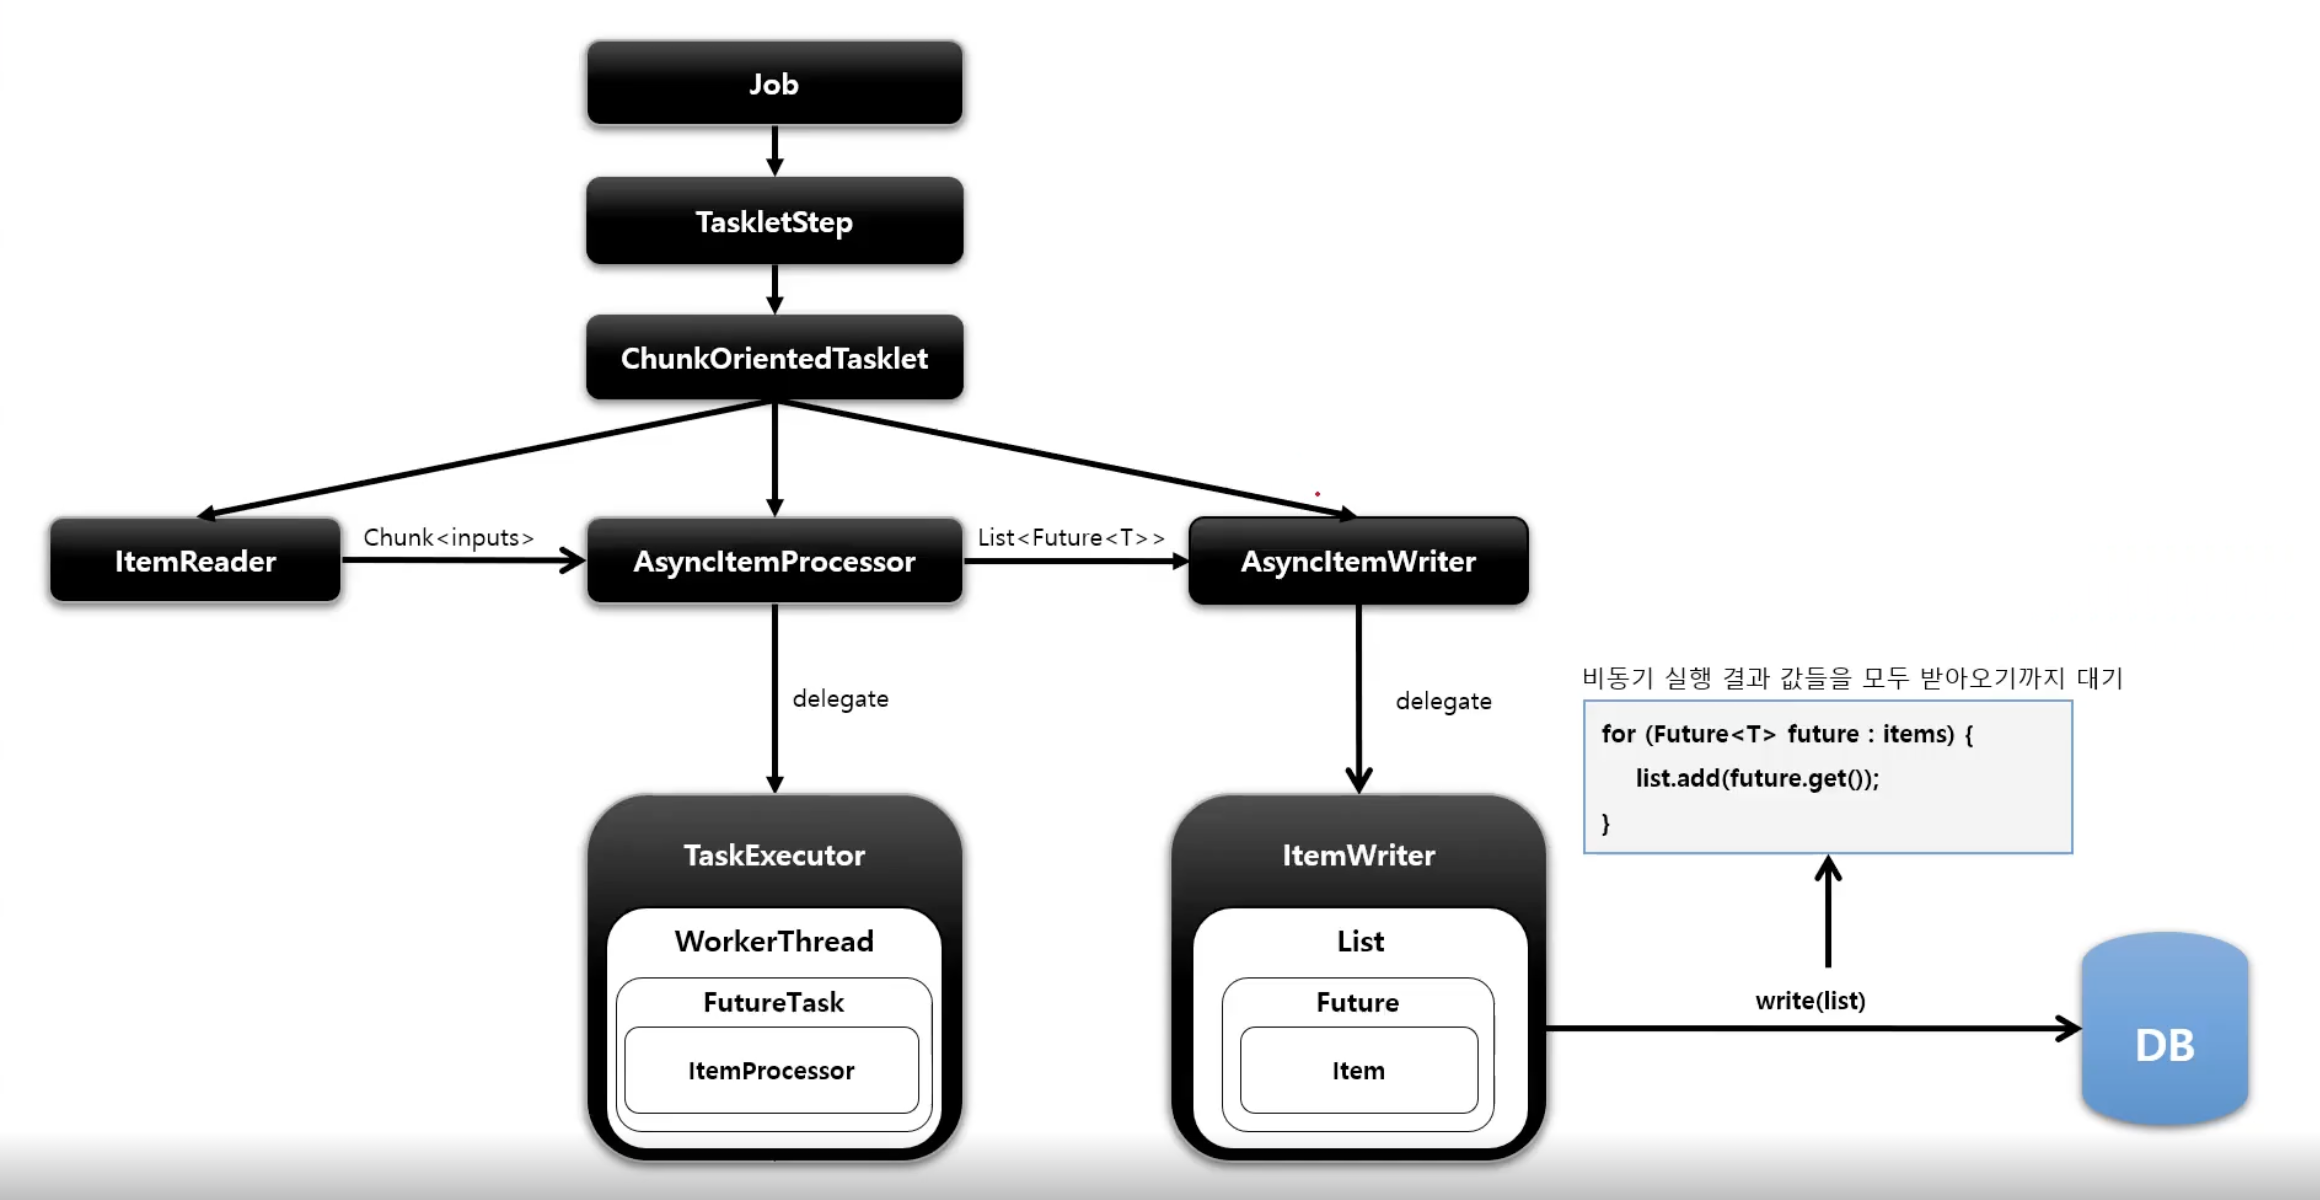 Job
TaskletStep
ChunkOrientedTasklet
ItemReader
Chunk<inputs>
AsyncItemProcessor
List<Future<T>>
AsyncItemWriter
delegate
delegate
비동기 실행 결과 값들을 모두 받아오기까지 대기
for (Future<T> future : items) {
list.add(future.get());
}
TaskExecutor
WorkerThread
FutureTask
ItemProcessor
ItemWriter
List
Future
Item
write(list)
DB